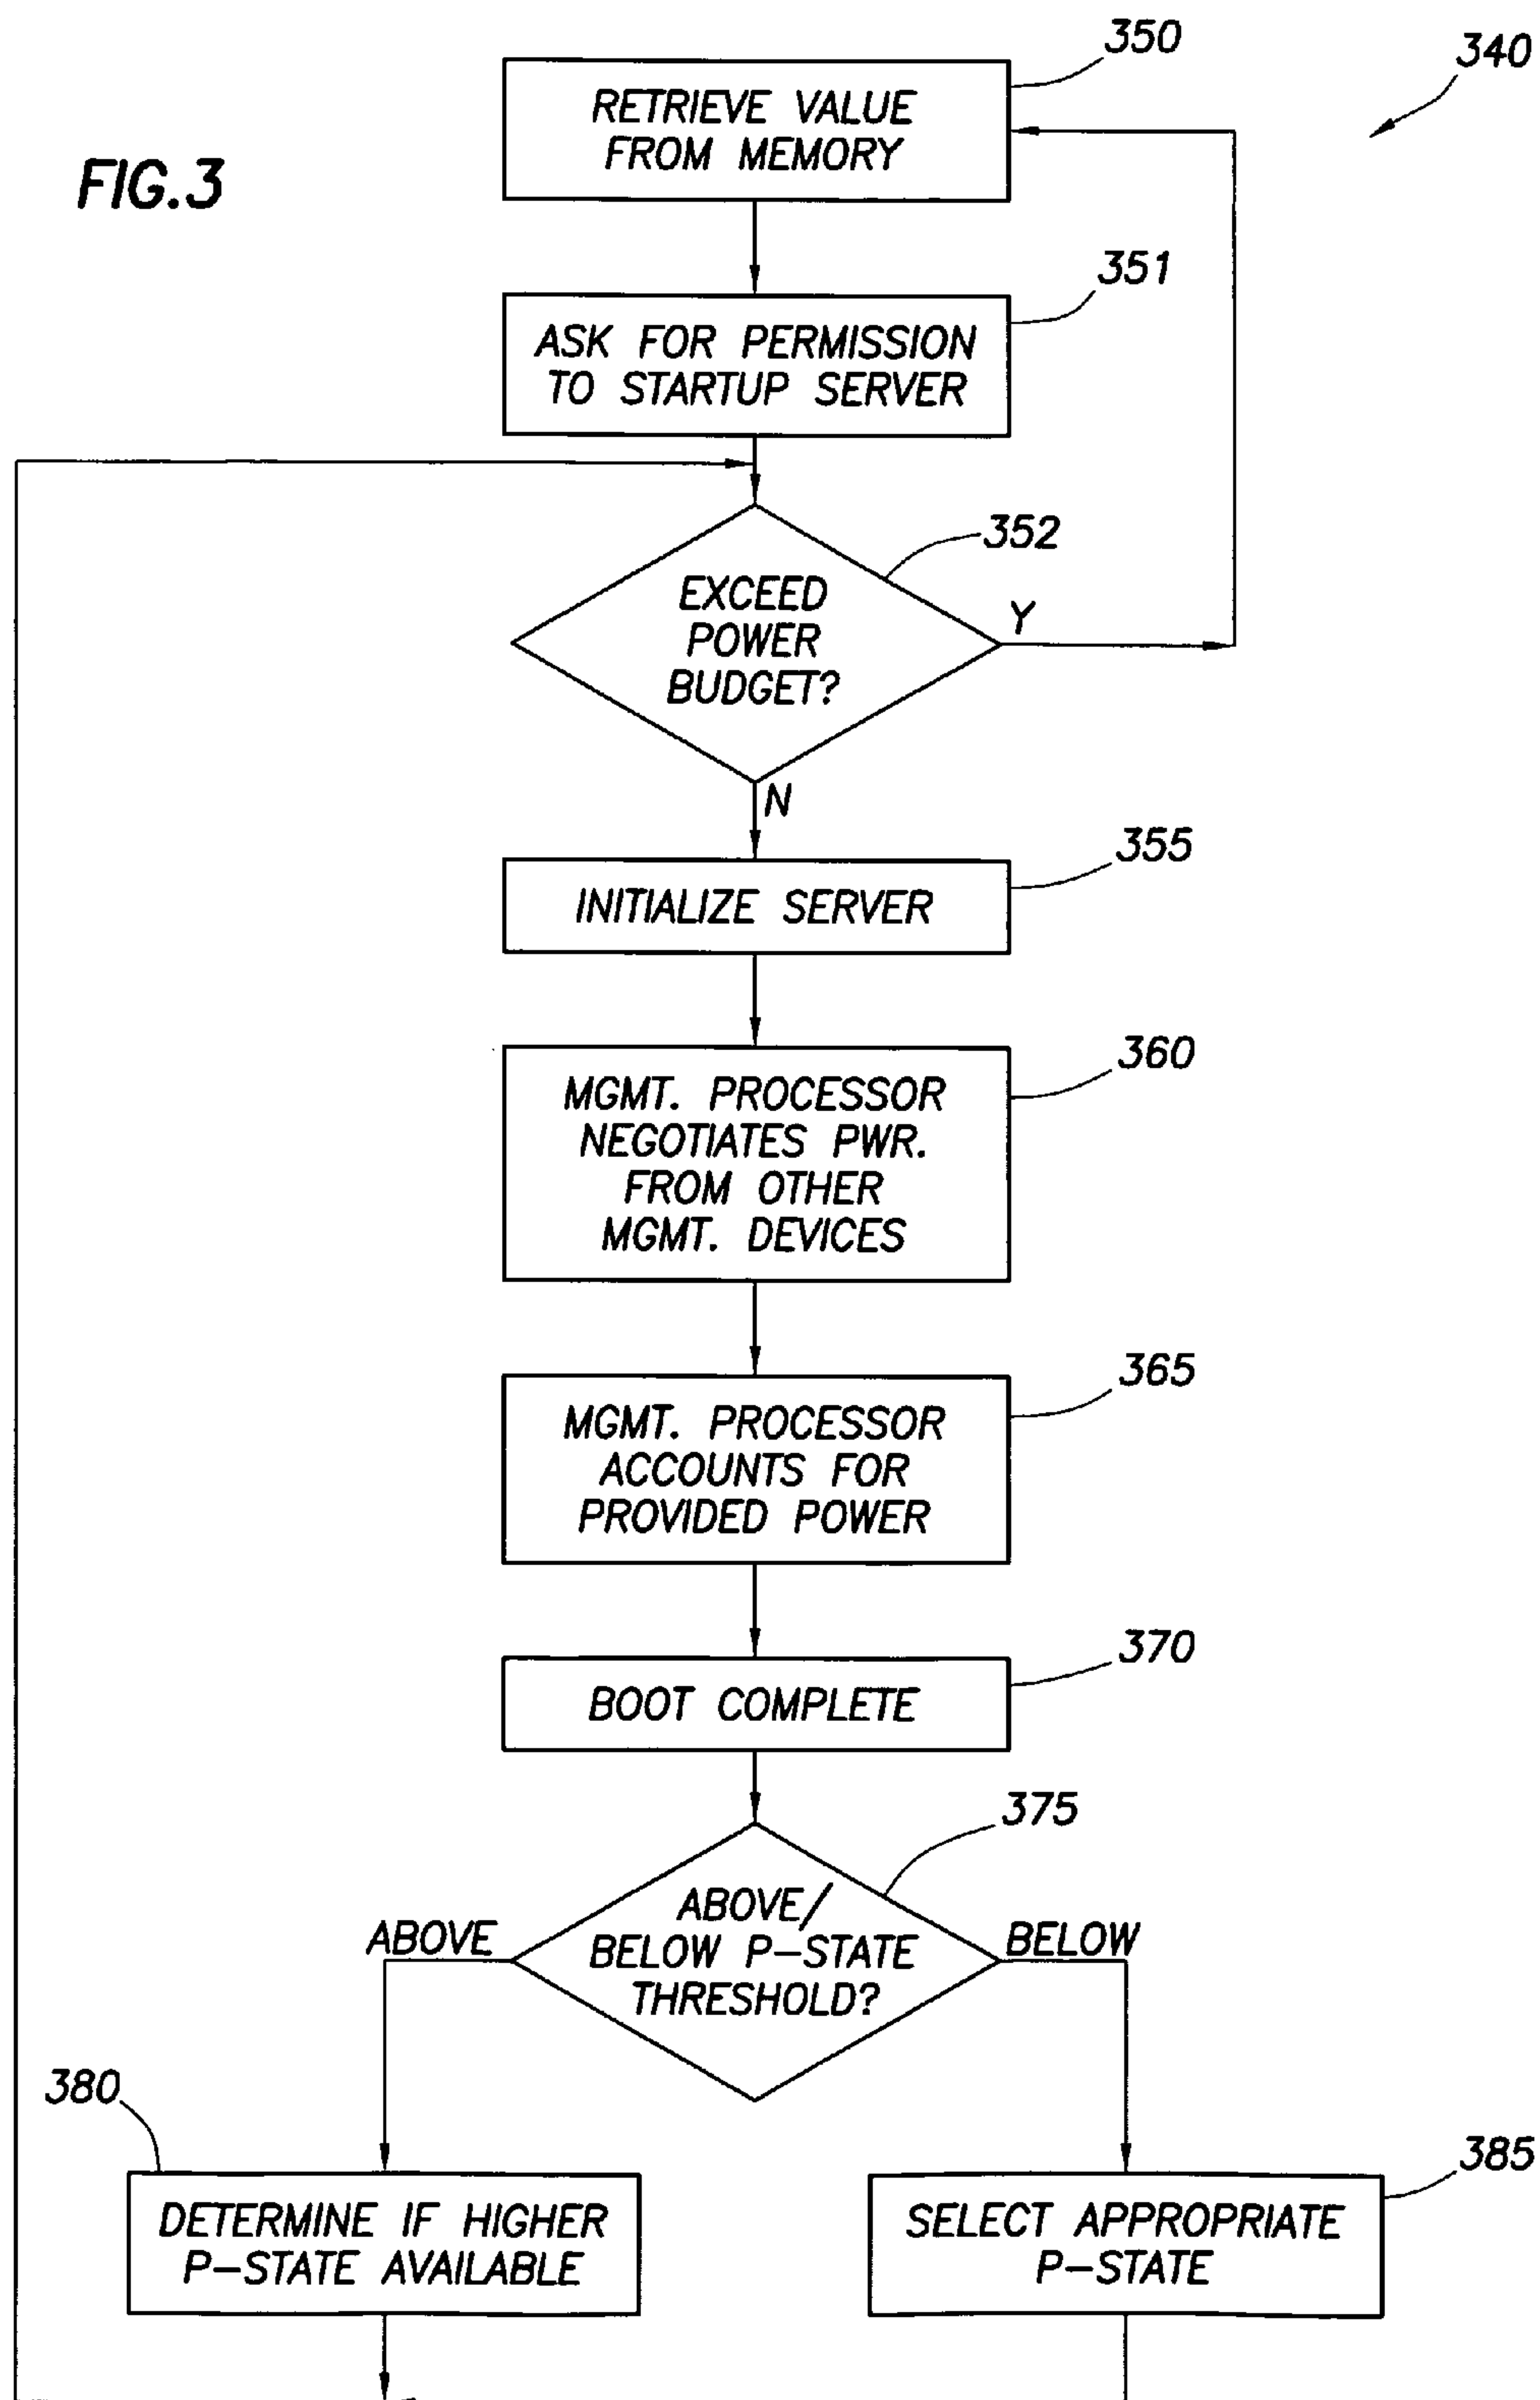 350
340
RETRIEVE VALUE
FROM MEMORY
FIG.3
351
ASK FOR PERMISSION
TO STARTUP SERVER
352
EXCEED
POWER
BUDGET?
Y
N
355
INITIALIZE SERVER
360
MGMT. PROCESSOR
NEGOTIATES PWR.
FROM OTHER
MGMT. DEVICES
365
MGMT. PROCESSOR
ACCOUNTS FOR
PROVIDED POWER
370
BOOT COMPLETE
375
ABOVE/
BELOW P-STATE
THRESHOLD?
ABOVE
BELOW
380
385
DETERMINE IF HIGHER
P-STATE AVAILABLE
SELECT APPROPRIATE
P-STATE